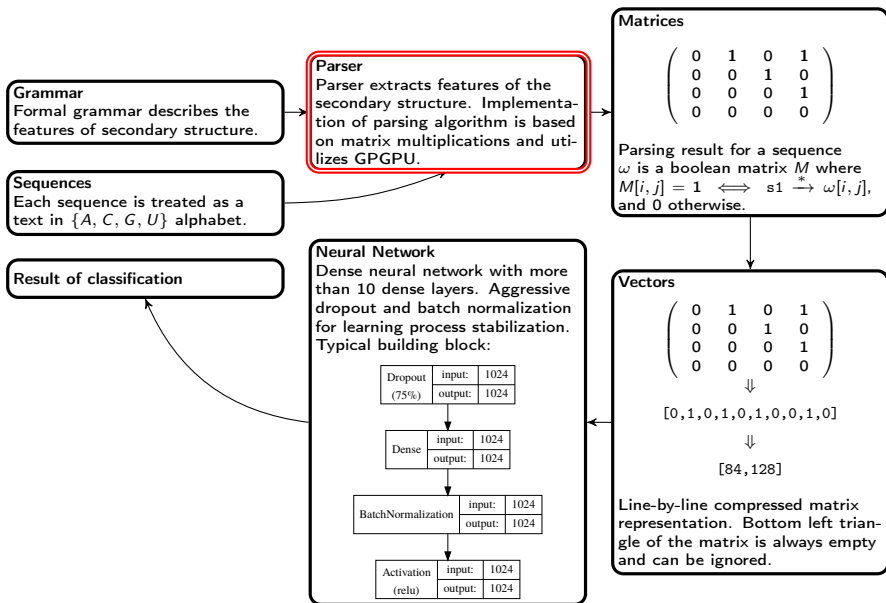 Grammar
Formal grammar describes the
features of secondary structure.
Sequences
Each sequence is treated as a
text in {A, C, G, U} alphabet.
Result of classification
Parser
Parser extracts features of the
secondary structure. Implementa-
tion of parsing algorithm is based
on matrix multiplications and uti-
lizes GPGPU.
Matrices
0 1 0 1
0 0 1 0
0 0 0 1
0 0 0 0
Parsing result for a sequence
ω is a boolean matrix M where
M[i, j] = 1 ⟺ s1 →* ω[i, j],
and 0 otherwise.
Vectors
0 1 0 1
0 0 1 0
0 0 0 1
0 0 0 0
⇓
[0,1,0,1,0,1,0,0,1,0]
⇓
[84,128]
Line-by-line compressed matrix
representation. Bottom left trian-
gle of the matrix is always empty
and can be ignored.
Neural Network
Dense neural network with more
than 10 dense layers. Aggressive
dropout and batch normalization
for learning process stabilization.
Typical building block:
Dropout
(75%)
input: 1024
output: 1024
Dense
input: 1024
output: 1024
BatchNormalization
input: 1024
output: 1024
Activation
(relu)
input: 1024
output: 1024